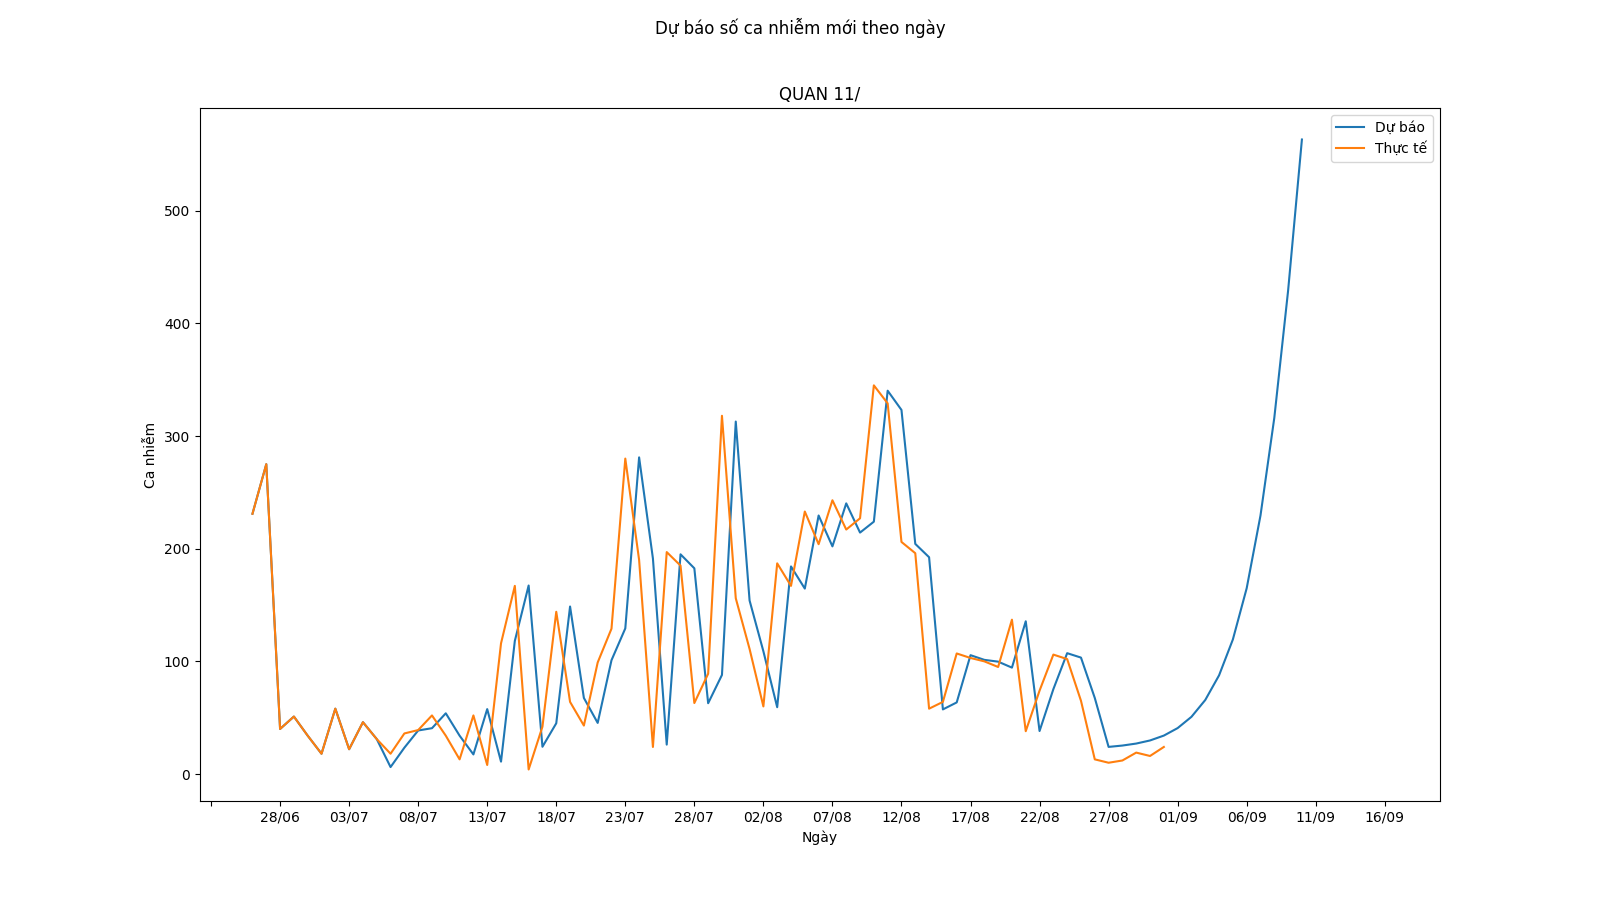 Dự báo số ca nhiễm mới theo ngày
QUAN 11/
Dự báo
Thực tế
500
400
300
200
100
0
Ca nhiễm
28/06 03/07 08/07 13/07 18/07 23/07 28/07 02/08 07/08 12/08 17/08 22/08 27/08 01/09 06/09 11/09 16/09
Ngày